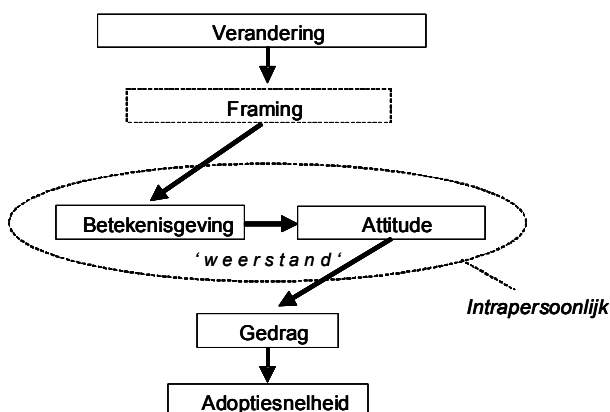 Verandering
Framing
Betekenisgeving
Attitude
'weerstand'
Intrapersoonlijk
Gedrag
Adoptiesnelheid